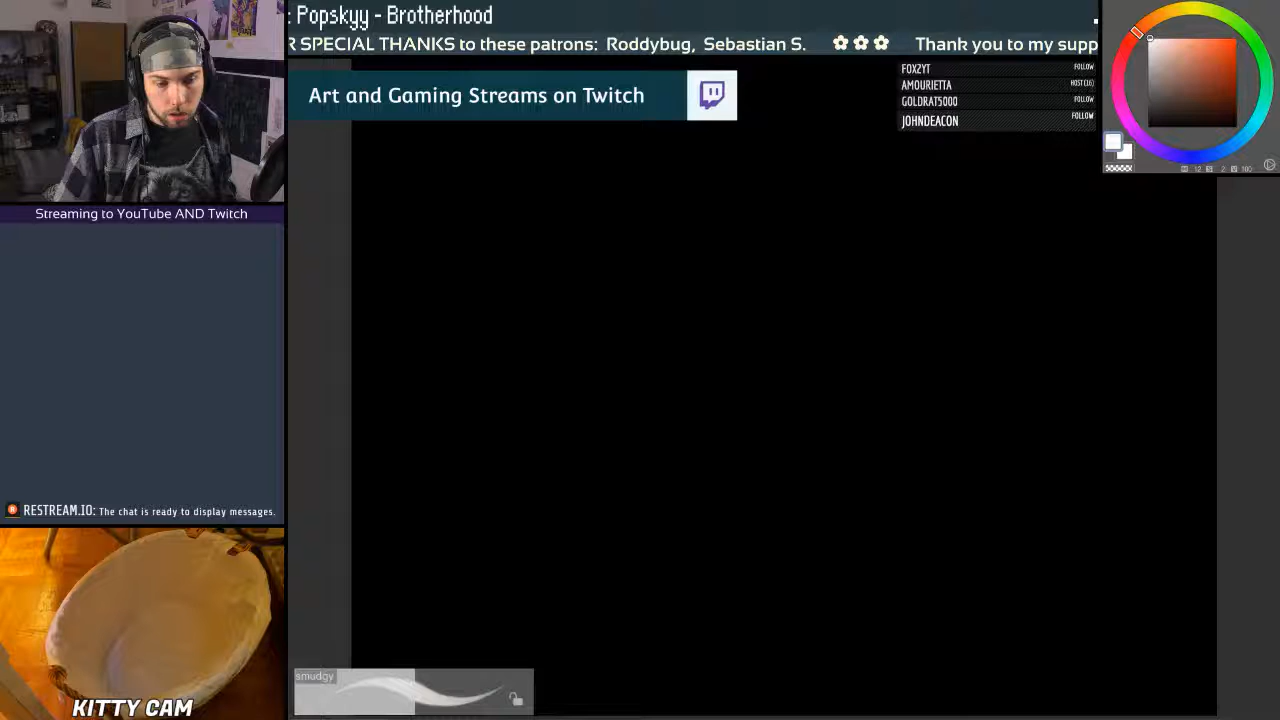 : Popskyy - Brotherhood
R SPECIAL THANKS to these patrons: Roddybug, Sebastian S. ✿ ✿ ✿ Thank you to my supp
Art and Gaming Streams on Twitch
FOXZYT FOLLOW
AMOURIETTA HOST (16)
GOLDRAT5000 FOLLOW
JOHNDEACON FOLLOW
Streaming to YouTube AND Twitch
RESTREAM.IO: The chat is ready to display messages.
smudgy
KITTY CAM